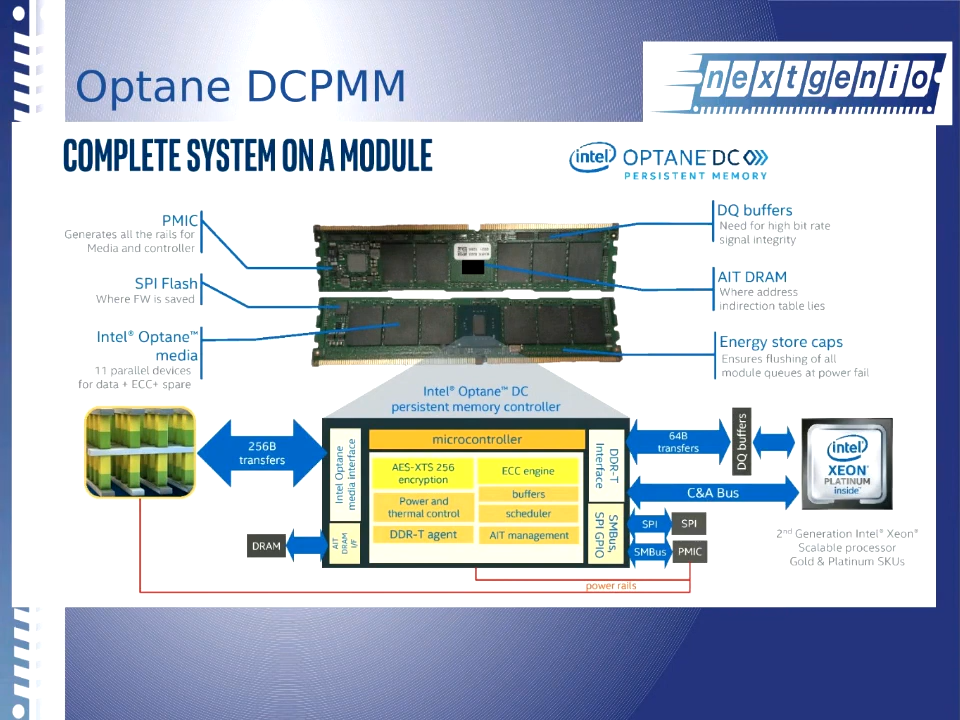 Optane DCPMM
nextgenio
COMPLETE SYSTEM ON A MODULE
intel OPTANE™DC
PERSISTENT MEMORY
PMIC
Generates all the rails for
Media and controller
SPI Flash
Where FW is saved
Intel® Optane™
media
11 parallel devices
for data + ECC+ spare
DQ buffers
Need for high bit rate
signal integrity
AIT DRAM
Where address
indirection table lies
Energy store caps
Ensures flushing of all
module queues at power fail
Intel® Optane™ DC
persistent memory controller
256B
transfers
Intel Optane
media interface
microcontroller
AES-XTS 256
encryption
ECC engine
Power and
thermal control
buffers
scheduler
DDR-T agent
AIT management
DRAM
AIT
DRAM
I/F
DDR-T
Interface
SMBus,
SPI GPIO
64B
transfers
DQ buffers
C&A Bus
SPI
SPI
SMBus
PMIC
power rails
intel
XEON®
PLATINUM
inside™
2nd Generation Intel® Xeon®
Scalable processor
Gold & Platinum SKUs